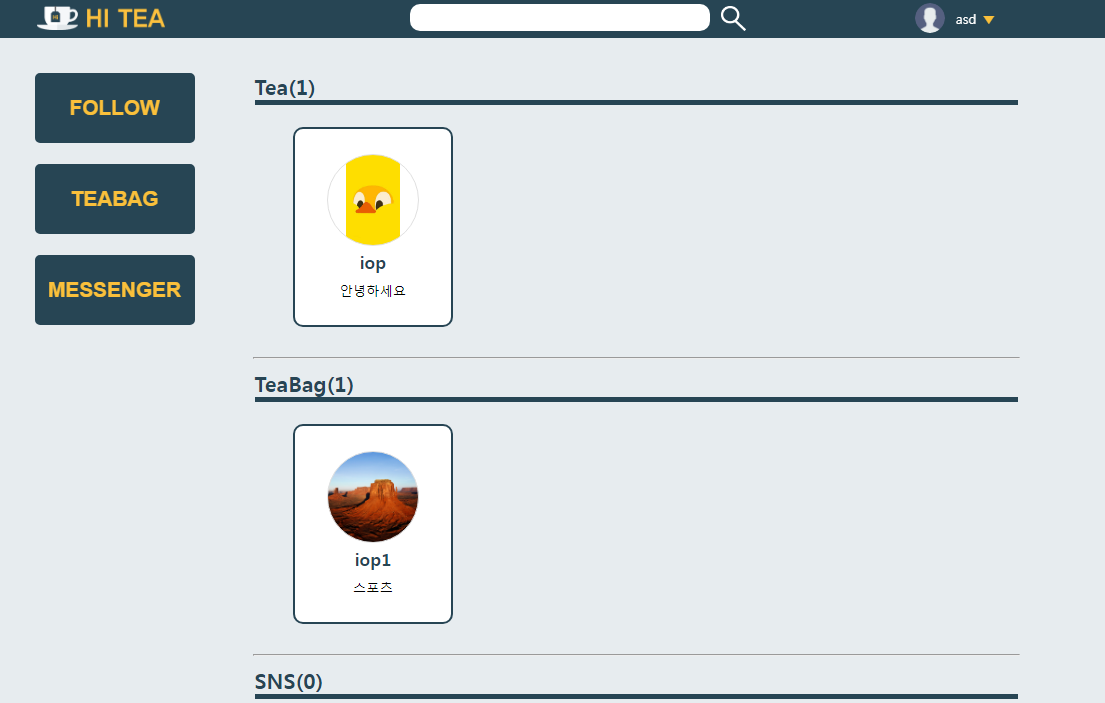 HI TEA
asd
FOLLOW
TEABAG
MESSENGER
Tea(1)
iop
안녕하세요
TeaBag(1)
iop1
스포츠
SNS(0)